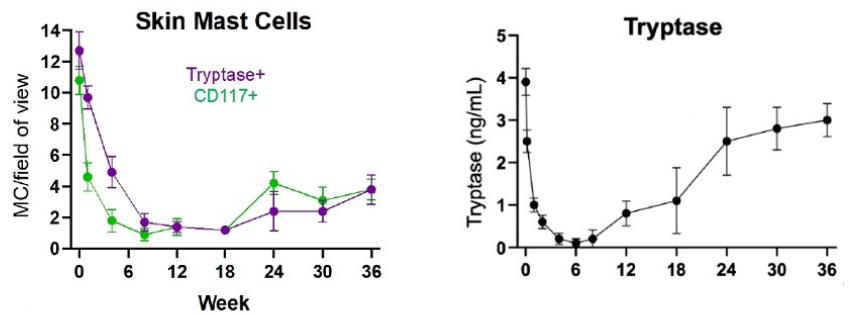 Skin Mast Cells
MC/field of view
14
12
10
8
6
4
2
0
Tryptase+
CD117+
0 6 12 18 24 30 36
Week
Tryptase
Tryptase (ng/mL)
5
4
3
2
1
0
0 6 12 18 24 30 36